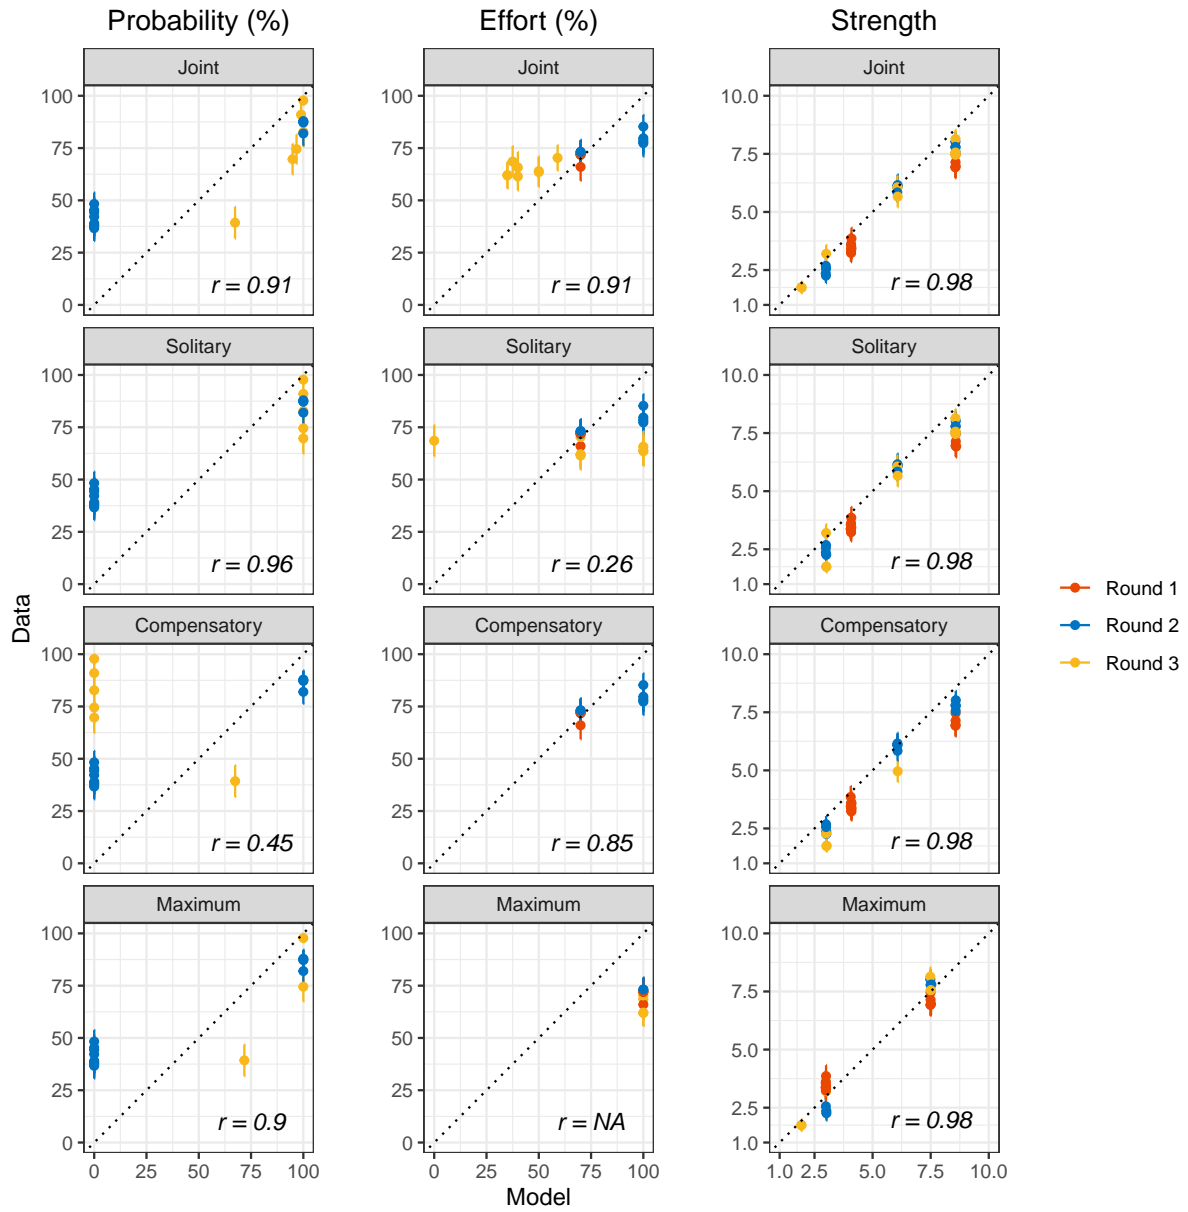 Probability (%) Effort (%) Strength
Joint Joint Joint
100 100 10.0
75 75 7.5
50 50 5.0
25 25 2.5
0 0 1.0
r = 0.91 r = 0.91 r = 0.98
Solitary Solitary Solitary
100 100 10.0
75 75 7.5
50 50 5.0
25 25 2.5
0 0 1.0
r = 0.96 r = 0.26 r = 0.98
Data
Round 1
Round 2
Round 3
Compensatory Compensatory Compensatory
100 100 10.0
75 75 7.5
50 50 5.0
25 25 2.5
0 0 1.0
r = 0.45 r = 0.85 r = 0.98
Maximum Maximum Maximum
100 100 10.0
75 75 7.5
50 50 5.0
25 25 2.5
0 0 1.0
r = 0.9 r = NA r = 0.98
0 25 50 75 100 0 25 50 75 100 1.0 2.5 5.0 7.5 10.0
Model